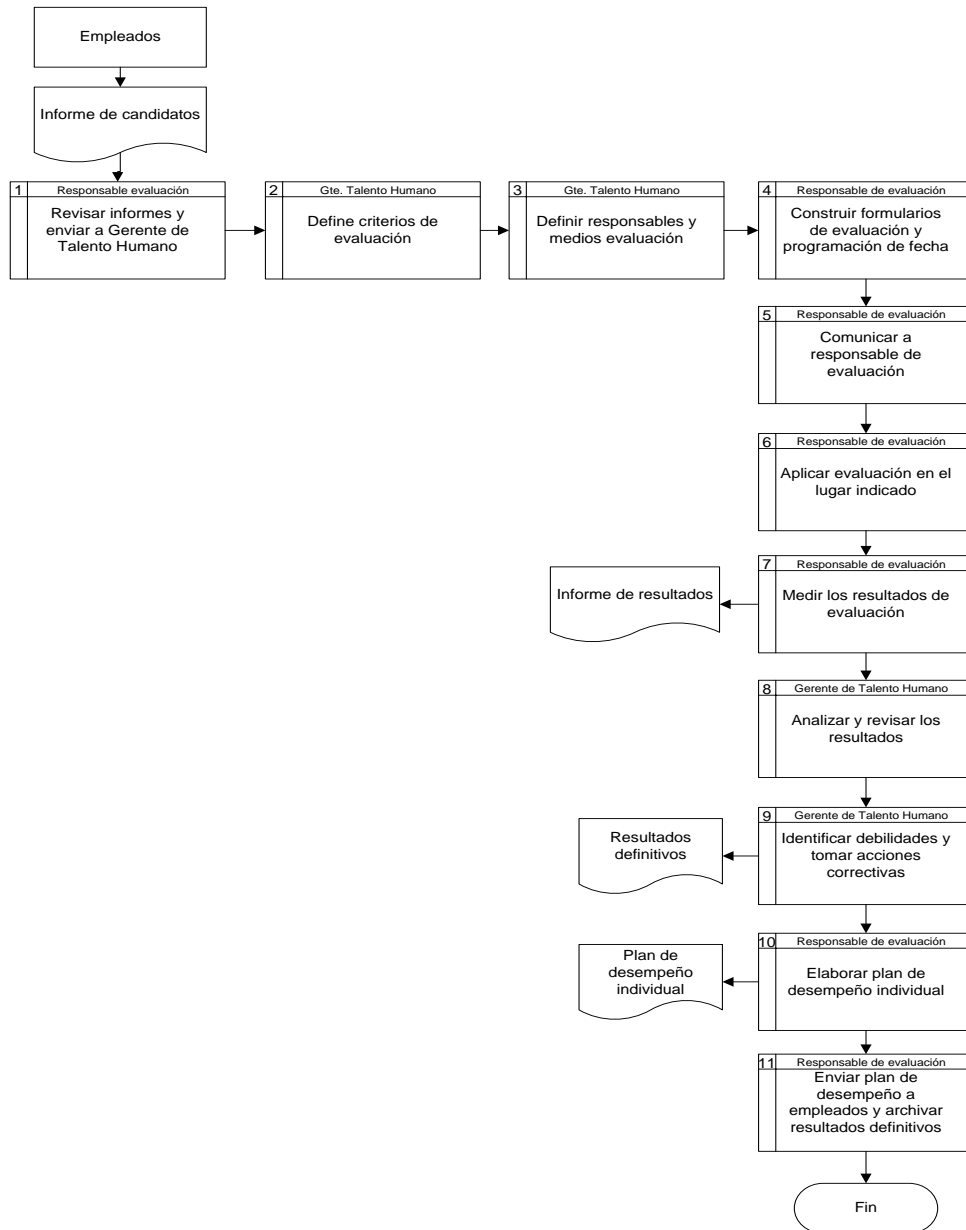 Empleados
Informe de candidatos
1 Responsable evaluación
Revisar informes y
enviar a Gerente de
Talento Humano
2 Gte. Talento Humano
Define criterios de
evaluación
3 Gte. Talento Humano
Definir responsables y
medios evaluación
4 Responsable de evaluación
Construir formularios
de evaluación y
programación de fecha
5 Responsable de evaluación
Comunicar a
responsable de
evaluación
6 Responsable de evaluación
Aplicar evaluación en el
lugar indicado
7 Responsable de evaluación
Medir los resultados de
evaluación
Informe de resultados
8 Gerente de Talento Humano
Analizar y revisar los
resultados
9 Gerente de Talento Humano
Identificar debilidades y
tomar acciones
correctivas
Resultados
definitivos
10 Responsable de evaluación
Elaborar plan de
desempeño individual
Plan de
desempeño
individual
11 Responsable de evaluación
Enviar plan de
desempeño a
empleados y archivar
resultados definitivos
Fin